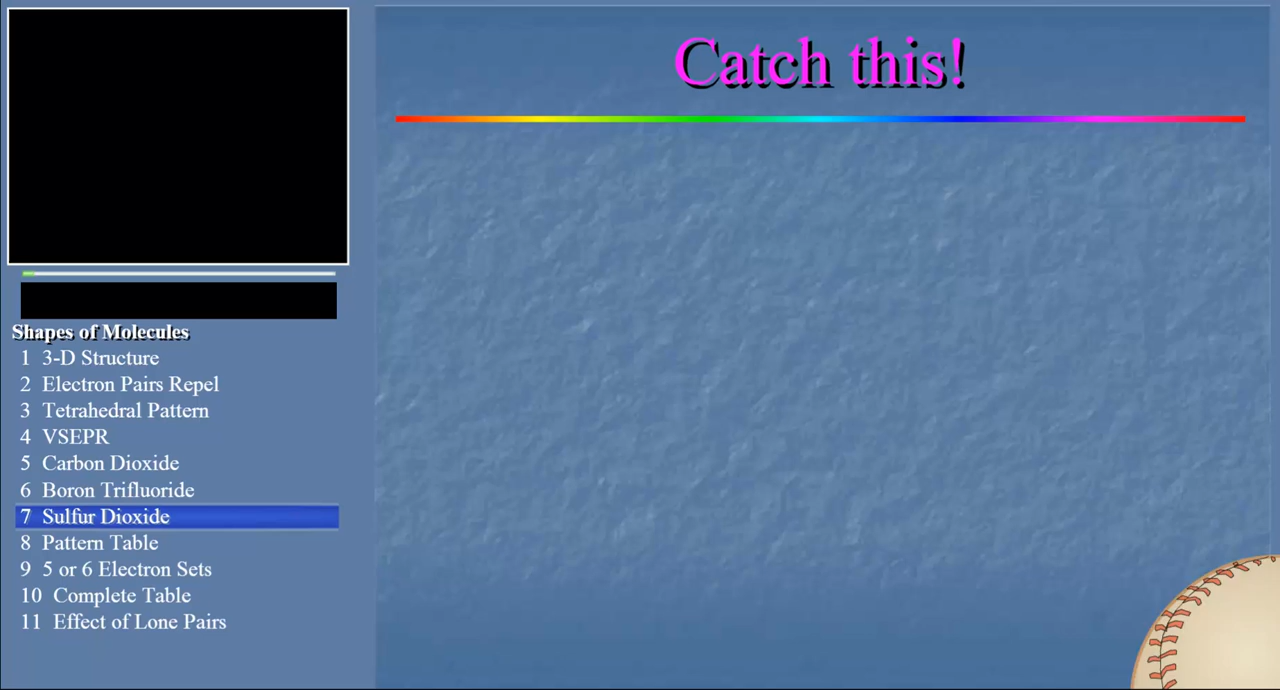 Catch this!
Shapes of Molecules
1 3-D Structure
2 Electron Pairs Repel
3 Tetrahedral Pattern
4 VSEPR
5 Carbon Dioxide
6 Boron Trifluoride
7 Sulfur Dioxide
8 Pattern Table
9 5 or 6 Electron Sets
10 Complete Table
11 Effect of Lone Pairs